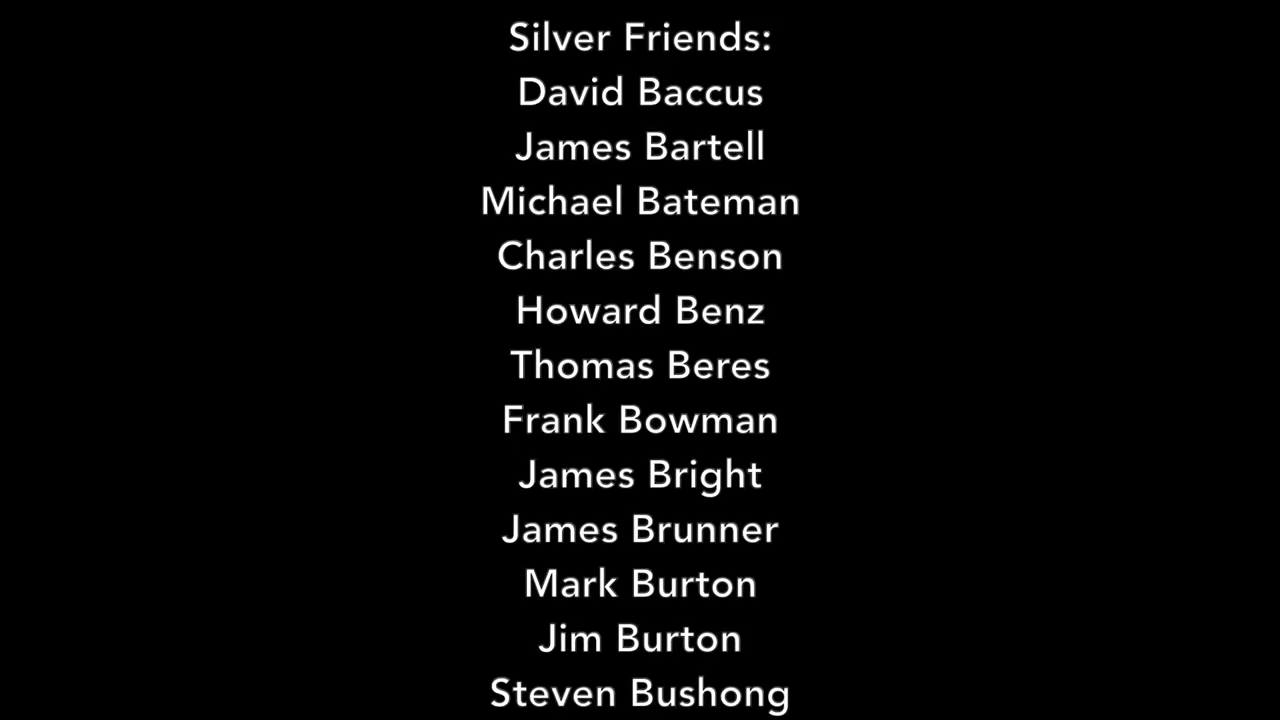 Silver Friends:
David Baccus
James Bartell
Michael Bateman
Charles Benson
Howard Benz
Thomas Beres
Frank Bowman
James Bright
James Brunner
Mark Burton
Jim Burton
Steven Bushong